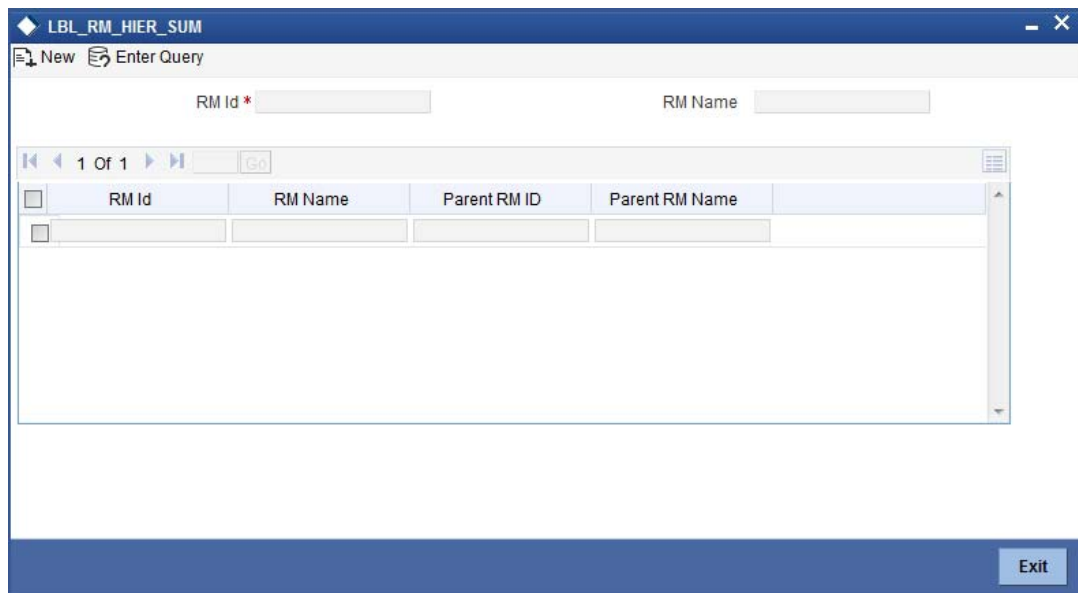 LBL_RM_HIER_SUM
New Enter Query
RM Id * RM Name
1 Of 1 Go
RM Id RM Name Parent RM ID Parent RM Name
Exit